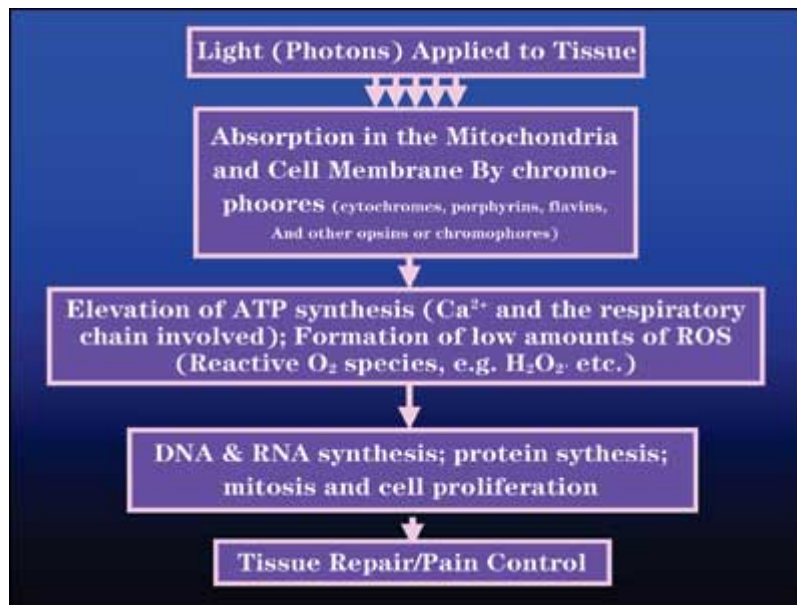 Light (Photons) Applied to Tissue
Absorption in the Mitochondria
and Cell Membrane By chromo-
phoores (cytochromes, porphyrins, flavins,
And other opsins or chromophores)
Elevation of ATP synthesis (Ca²⁺ and the respiratory
chain involved); Formation of low amounts of ROS
(Reactive O₂ species, e.g. H₂O₂. etc.)
DNA & RNA synthesis; protein sythesis;
mitosis and cell proliferation
Tissue Repair/Pain Control